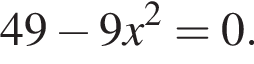 49 − 9x² = 0.